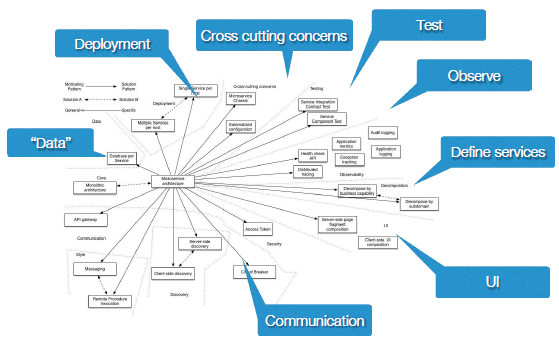 Deployment
Cross cutting concerns
Test
Observe
"Data"
Define services
UI
Communication
Motivating
Pattern
Solution
Pattern
Solution A
Solution B
General
Specific
Single Service per
Host
Deployment
Multiple Services
per host
Cross-cutting concerns
Microservice
Chassis
Externalized
configuration
Testing
Service Integration
Contract Test
Service
Component Test
Audit logging
Application
metrics
Application
logging
Health check
API
Exception
tracking
Distributed
tracing
Observability
Data
Database per
Service
Core
Monolithic
architecture
Microservice
architecture
Decomposition
Decompose by
business capability
Decompose by
subdomain
API gateway
Communication
Style
Messaging
Remote Procedure
Invocation
Server-side
discovery
Client-side discovery
Discovery
Access Token
Security
Circuit Breaker
Server-side page
fragment
composition
UI
Client-side UI
composition